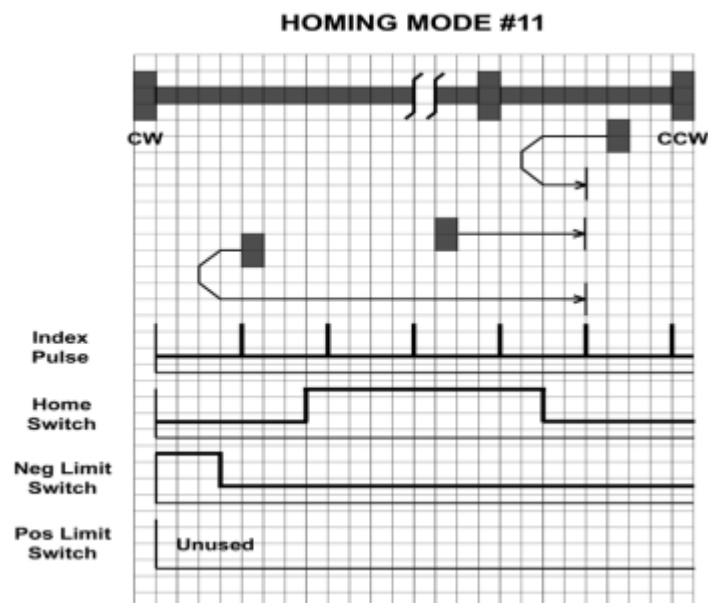 HOMING MODE #11
CW
CCW
Index
Pulse
Home
Switch
Neg Limit
Switch
Pos Limit
Switch
Unused